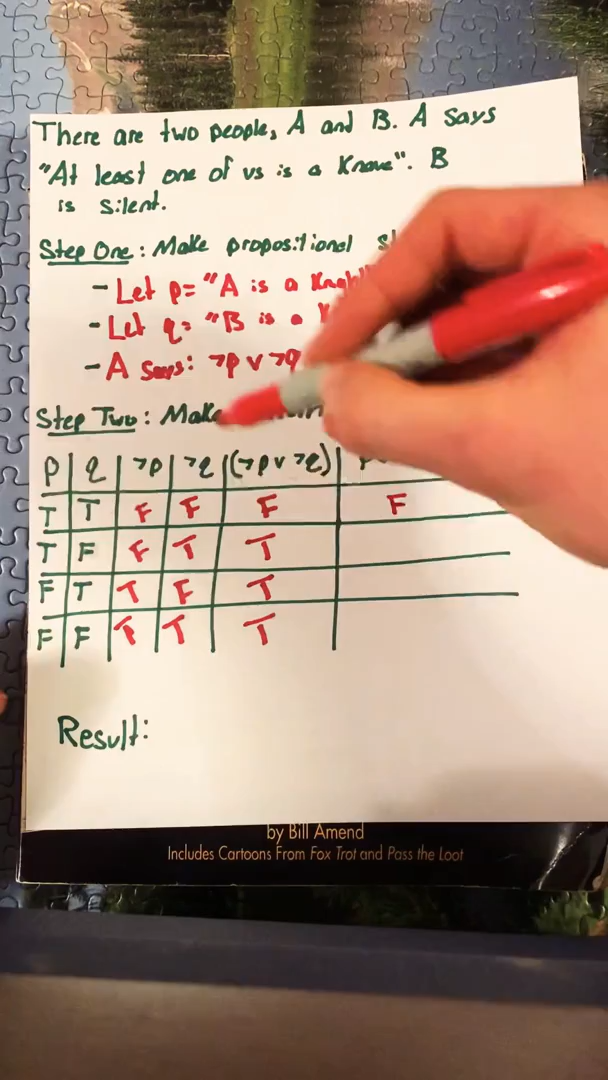 There are two people, A and B. A says
"At least one of us is a Knave". B
is silent.
Step One: Make propositional
- Let p= "A is a
- Let q= "B is a
- A says: ¬p ∨ ¬q
Step Two: Make
p q ¬p ¬q (¬p ∨ ¬q)
T T F F F F
T F F T T
F T T F T
F F T T T
Result:
by Bill Amend
Includes Cartoons From Fox Trot and Pass the Loot